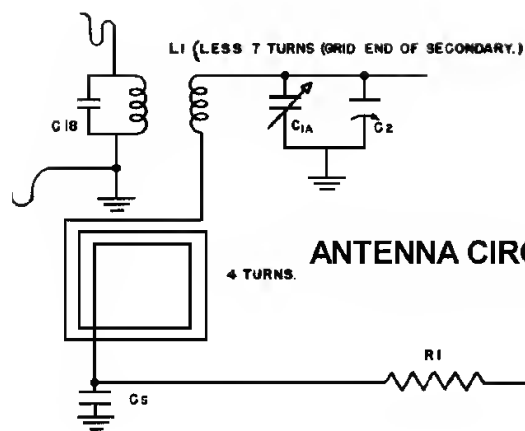 L1 (LESS 7 TURNS (GRID END OF SECONDARY.)
C18
C1A
C2
ANTENNA CIRC
4 TURNS.
R1
C5